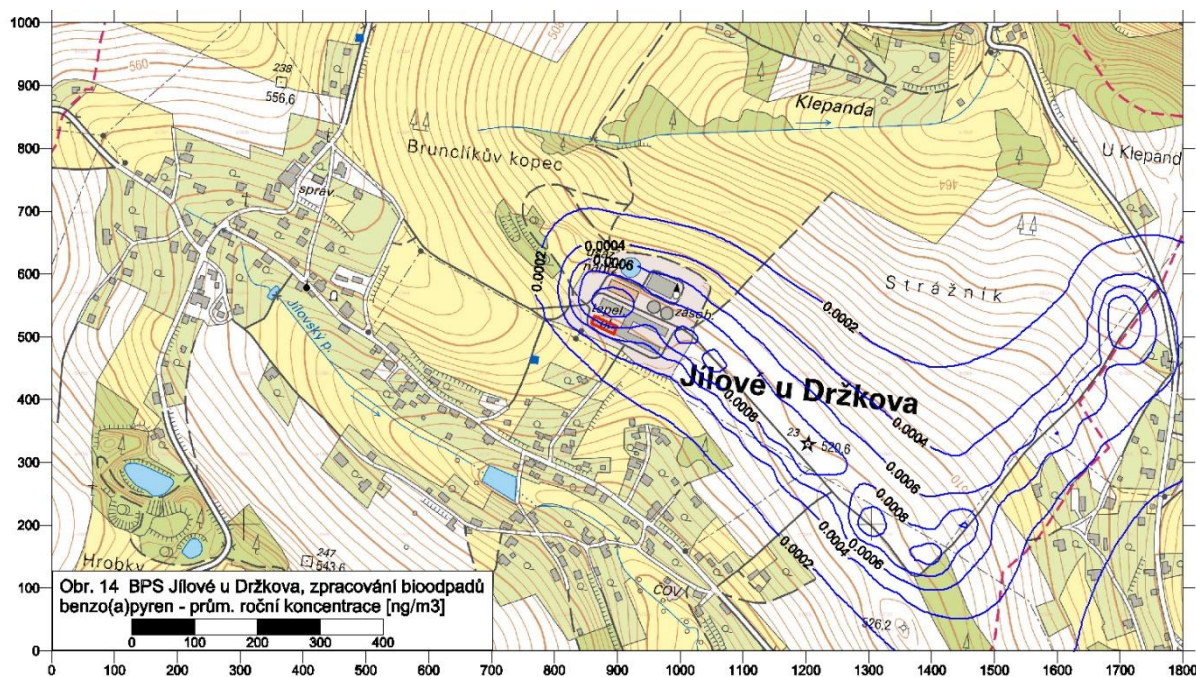 1000
900
800
700
600
500
400
300
200
100
0
560
238
556,6
správ.
Brunclíkův kopec
Klepanda
U Klepand
464
Strážník
Jílovský p.
0.0002
0.0004
0.0006
tepel.
zásob.
0.0002
Jílové u Držkova
0.0008
23
520,6
0.0004
0.0006
0.0008
510
0.0002
0.0004
0.0006
Hrobky
247
543,6
ČOV
526,2
Obr. 14 BPS Jílové u Držkova, zpracování bioodpadů
benzo(a)pyren - prům. roční koncentrace [ng/m3]
0 100 200 300 400
0 100 200 300 400 500 600 700 800 900 1000 1100 1200 1300 1400 1500 1600 1700 1800